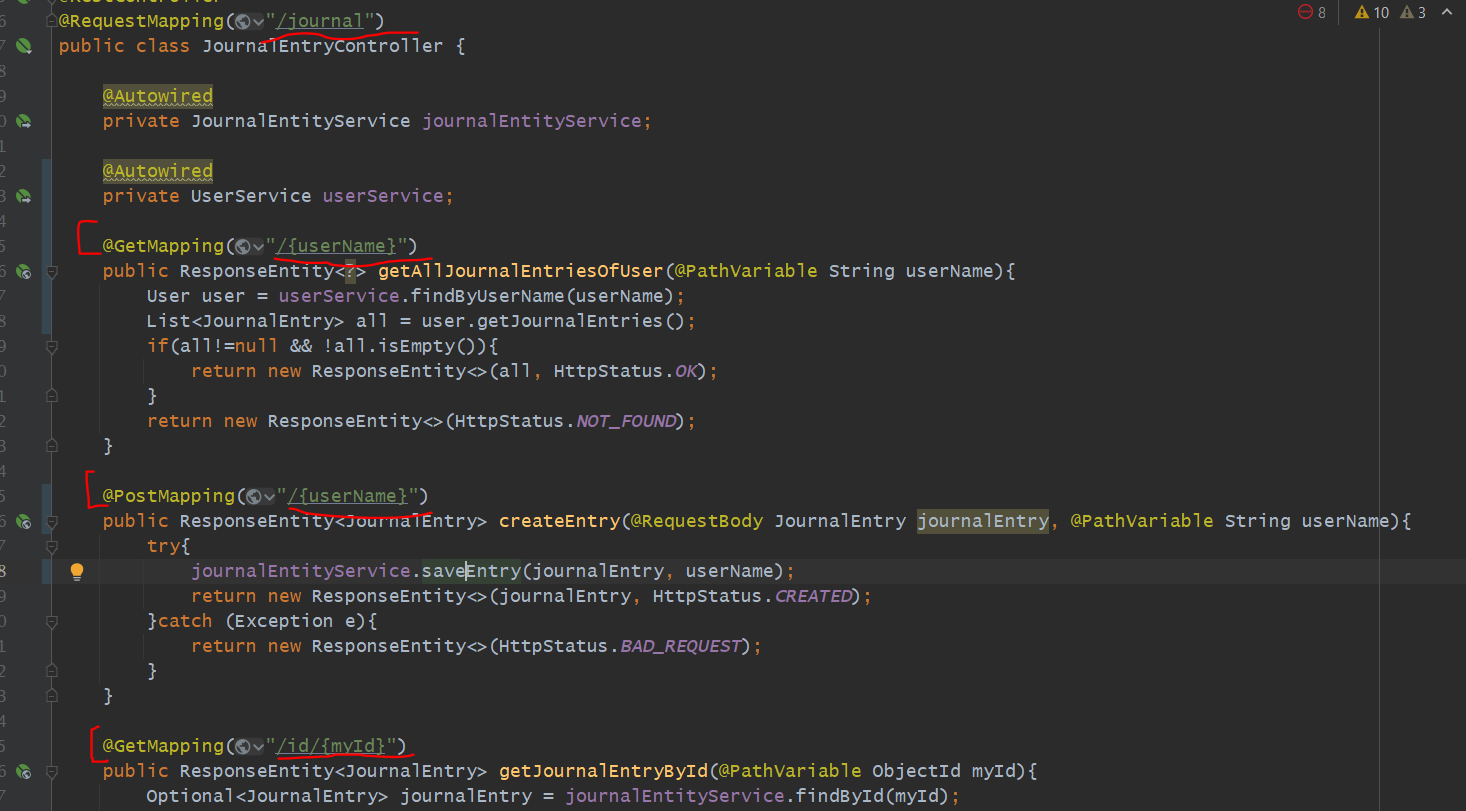 @RequestMapping("/journal")
public class JournalEntryController {
@Autowired
private JournalEntityService journalEntityService;
@Autowired
private UserService userService;
@GetMapping("/{userName}")
public ResponseEntity<?> getAllJournalEntriesOfUser(@PathVariable String userName){
User user = userService.findByUserName(userName);
List<JournalEntry> all = user.getJournalEntries();
if(all!=null && !all.isEmpty()){
return new ResponseEntity<>(all, HttpStatus.OK);
}
return new ResponseEntity<>(HttpStatus.NOT_FOUND);
}
@PostMapping("/{userName}")
public ResponseEntity<JournalEntry> createEntry(@RequestBody JournalEntry journalEntry, @PathVariable String userName){
try{
journalEntityService.saveEntry(journalEntry, userName);
return new ResponseEntity<>(journalEntry, HttpStatus.CREATED);
}catch (Exception e){
return new ResponseEntity<>(HttpStatus.BAD_REQUEST);
}
}
@GetMapping("/id/{myId}")
public ResponseEntity<JournalEntry> getJournalEntryById(@PathVariable ObjectId myId){
Optional<JournalEntry> journalEntry = journalEntityService.findById(myId);
8 10 3